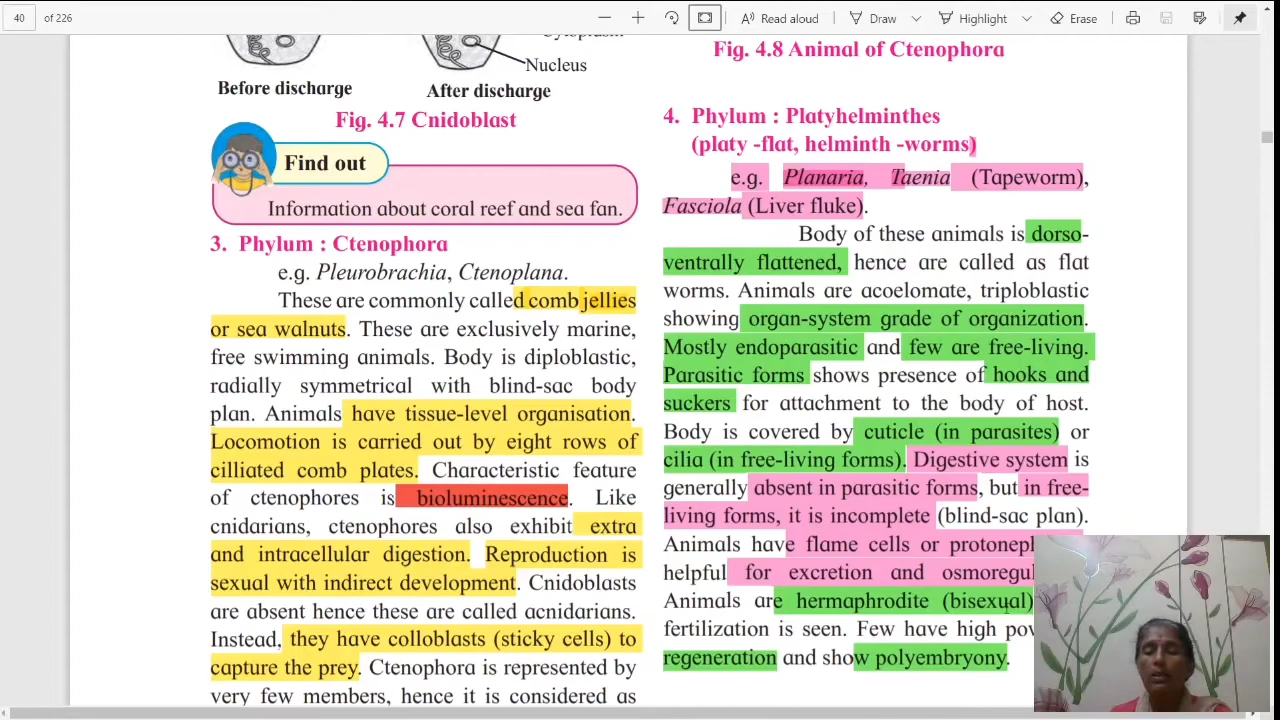 40 of 226
Read aloud
Draw
Highlight
Erase
Nucleus
Before discharge
After discharge
Fig. 4.7 Cnidoblast
Find out
Information about coral reef and sea fan.
3. Phylum : Ctenophora
e.g. Pleurobrachia, Ctenoplana.
These are commonly called comb jellies
or sea walnuts. These are exclusively marine,
free swimming animals. Body is diploblastic,
radially symmetrical with blind-sac body
plan. Animals have tissue-level organisation.
Locomotion is carried out by eight rows of
cilliated comb plates. Characteristic feature
of ctenophores is bioluminescence. Like
cnidarians, ctenophores also exhibit extra
and intracellular digestion. Reproduction is
sexual with indirect development. Cnidoblasts
are absent hence these are called acnidarians.
Instead, they have colloblasts (sticky cells) to
capture the prey. Ctenophora is represented by
very few members, hence it is considered as
Fig. 4.8 Animal of Ctenophora
4. Phylum : Platyhelminthes
(platy -flat, helminth -worms)
e.g. Planaria, Taenia (Tapeworm),
Fasciola (Liver fluke).
Body of these animals is dorso-
ventrally flattened, hence are called as flat
worms. Animals are acoelomate, triploblastic
showing organ-system grade of organization.
Mostly endoparasitic and few are free-living.
Parasitic forms shows presence of hooks and
suckers for attachment to the body of host.
Body is covered by cuticle (in parasites) or
cilia (in free-living forms). Digestive system is
generally absent in parasitic forms, but in free-
living forms, it is incomplete (blind-sac plan).
Animals have flame cells or
helpful for excretion and
Animals are hermaphrodite (bisexual)
fertilization is seen. Few have high
regeneration and show polyembryony.